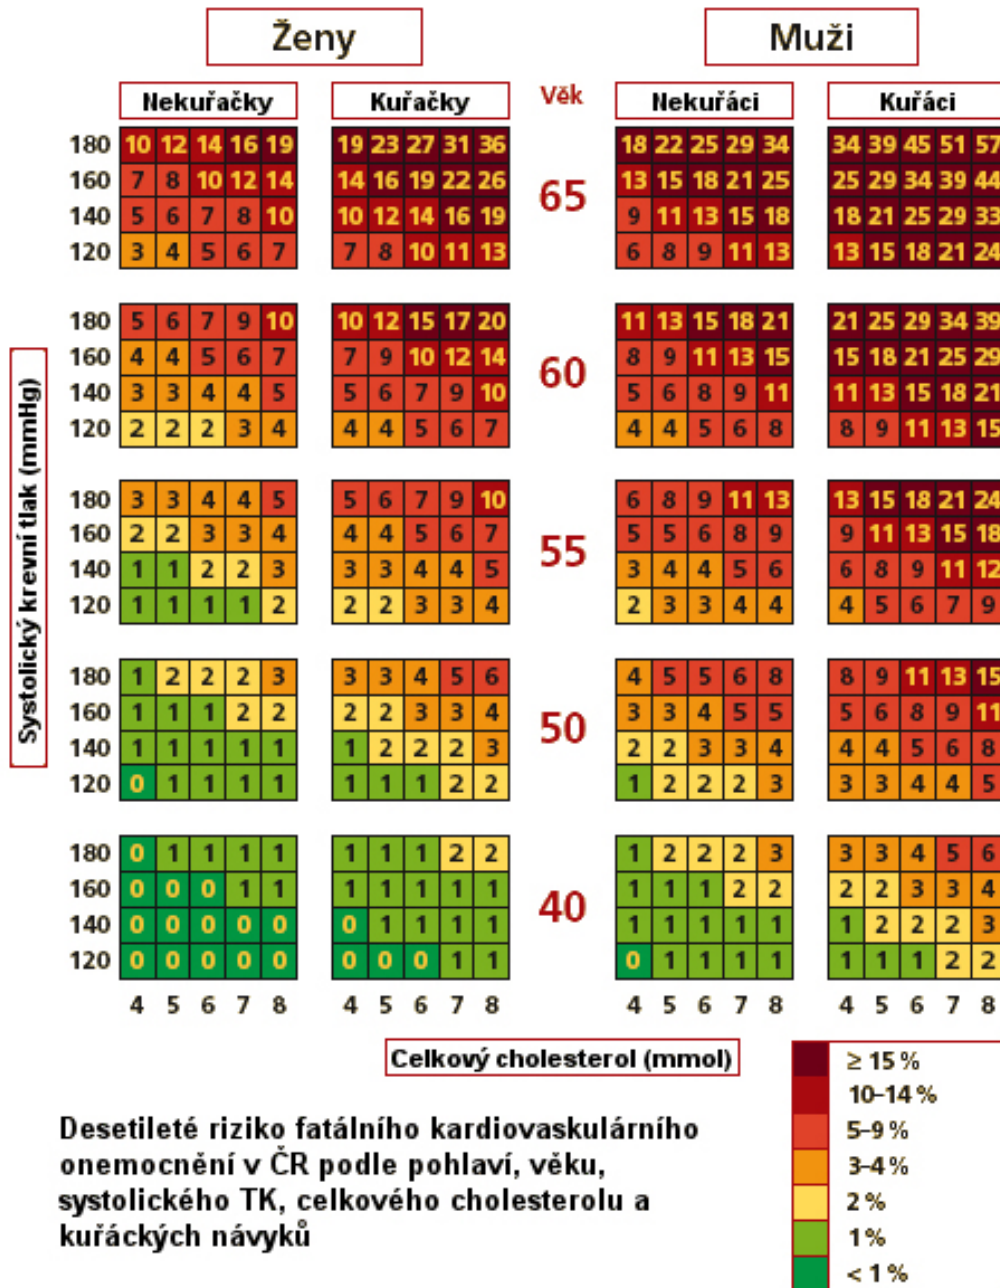 Ženy Muži
Nekuřačky Kuřačky Věk Nekuřáci Kuřáci
180 10 12 14 16 19 19 23 27 31 36 18 22 25 29 34 34 39 45 51 57
160 7 8 10 12 14 14 16 19 22 26 65 13 15 18 21 25 25 29 34 39 44
140 5 6 7 8 10 10 12 14 16 19 9 11 13 15 18 18 21 25 29 33
120 3 4 5 6 7 7 8 10 11 13 6 8 9 11 13 13 15 18 21 24
180 5 6 7 9 10 10 12 15 17 20 11 13 15 18 21 21 25 29 34 39
160 4 4 5 6 7 7 9 10 12 14 60 8 9 11 13 15 15 18 21 25 29
140 3 3 4 4 5 5 6 7 9 10 5 6 8 9 11 11 13 15 18 21
120 2 2 2 3 4 4 4 5 6 7 4 4 5 6 8 8 9 11 13 15
180 3 3 4 4 5 5 6 7 9 10 6 8 9 11 13 13 15 18 21 24
160 2 2 3 3 4 4 4 5 6 7 55 5 5 6 8 9 9 11 13 15 18
140 1 1 2 2 3 3 3 4 4 5 3 4 4 5 6 6 8 9 11 12
120 1 1 1 1 2 2 2 3 3 4 2 3 3 4 4 4 5 6 7 9
180 1 2 2 2 3 3 3 4 5 6 4 5 5 6 8 8 9 11 13 15
160 1 1 1 2 2 2 2 3 3 4 50 3 3 4 5 5 5 6 8 9 11
140 1 1 1 1 1 1 2 2 2 3 2 2 3 3 4 4 4 5 6 8
120 0 1 1 1 1 1 1 1 2 2 1 2 2 2 3 3 3 4 4 5
180 0 1 1 1 1 1 1 1 2 2 1 2 2 2 3 3 3 4 5 6
160 0 0 0 1 1 1 1 1 1 1 40 1 1 1 2 2 2 2 3 3 4
140 0 0 0 0 0 0 1 1 1 1 1 1 1 1 1 1 2 2 2 3
120 0 0 0 0 0 0 0 0 1 1 0 1 1 1 1 1 1 1 2 2
4 5 6 7 8 4 5 6 7 8 4 5 6 7 8 4 5 6 7 8
Systolický krevní tlak (mmHg)
Celkový cholesterol (mmol)
≥ 15 %
10–14 %
5–9 %
3–4 %
2 %
1 %
< 1 %
Desetileté riziko fatálního kardiovaskulárního
onemocnění v ČR podle pohlaví, věku,
systolického TK, celkového cholesterolu a
kuřáckých návyků